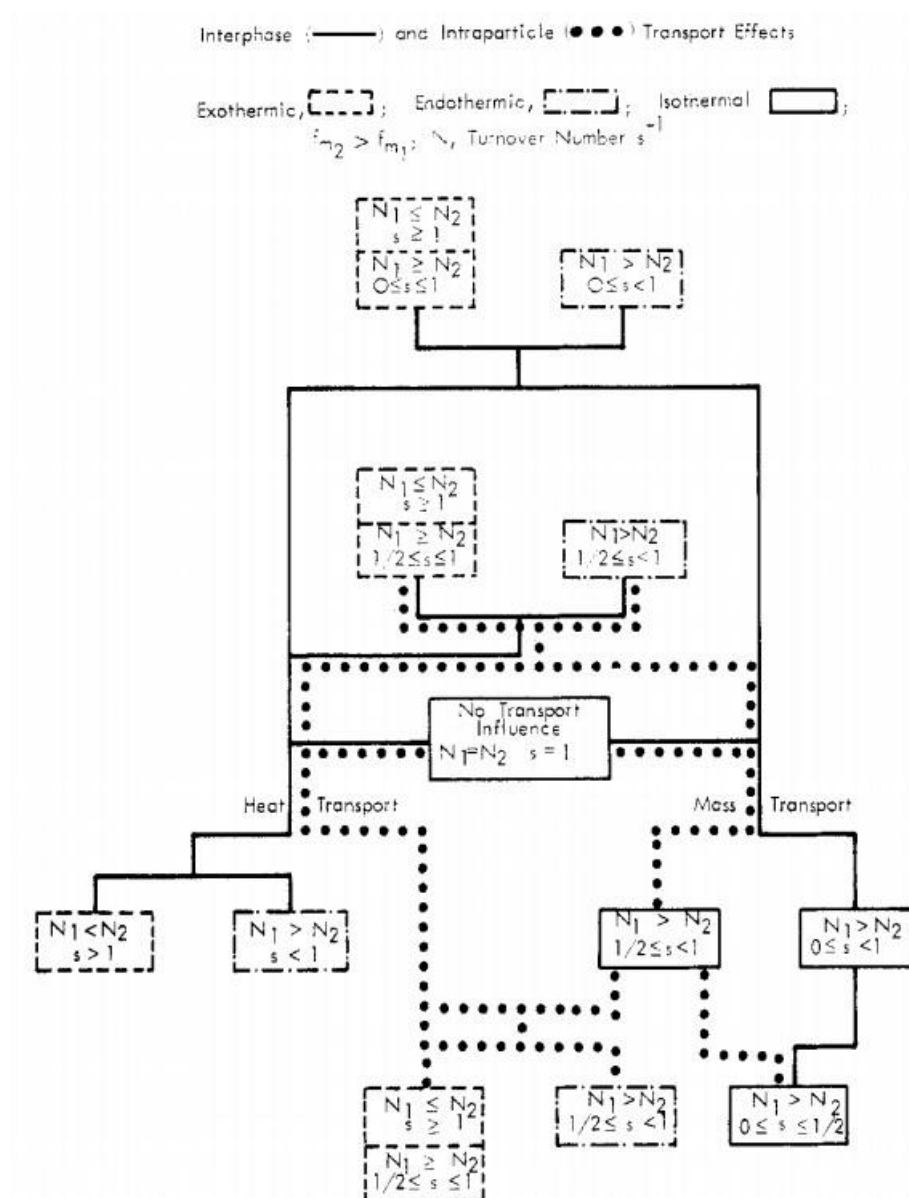 Interphase (———) and Intraparticle (●●●●) Transport Effects
Exothermic, ; Endothermic, ; Isothermal ;
fm2 > fm1; N, Turnover Number s-1
N1 ≤ N2
s ≥ 1
N1 ≥ N2
0≤s≤1
N1 > N2
0≤s<1
N1 ≤ N2
s ≥ 1
N1 ≥ N2
1/2≤s≤1
N1>N2
1/2≤s<1
No Transport
Influence
N1=N2 s = 1
Heat Transport
Mass Transport
N1<N2
s>1
N1 > N2
s < 1
N1 > N2
1/2≤s<1
N1>N2
0≤ s <1
N1 ≤ N2
s ≥ 1
N1 ≥ N2
1/2≤ s ≤1
N1>N2
1/2≤ s <1
N1 > N2
0≤ s ≤1/2